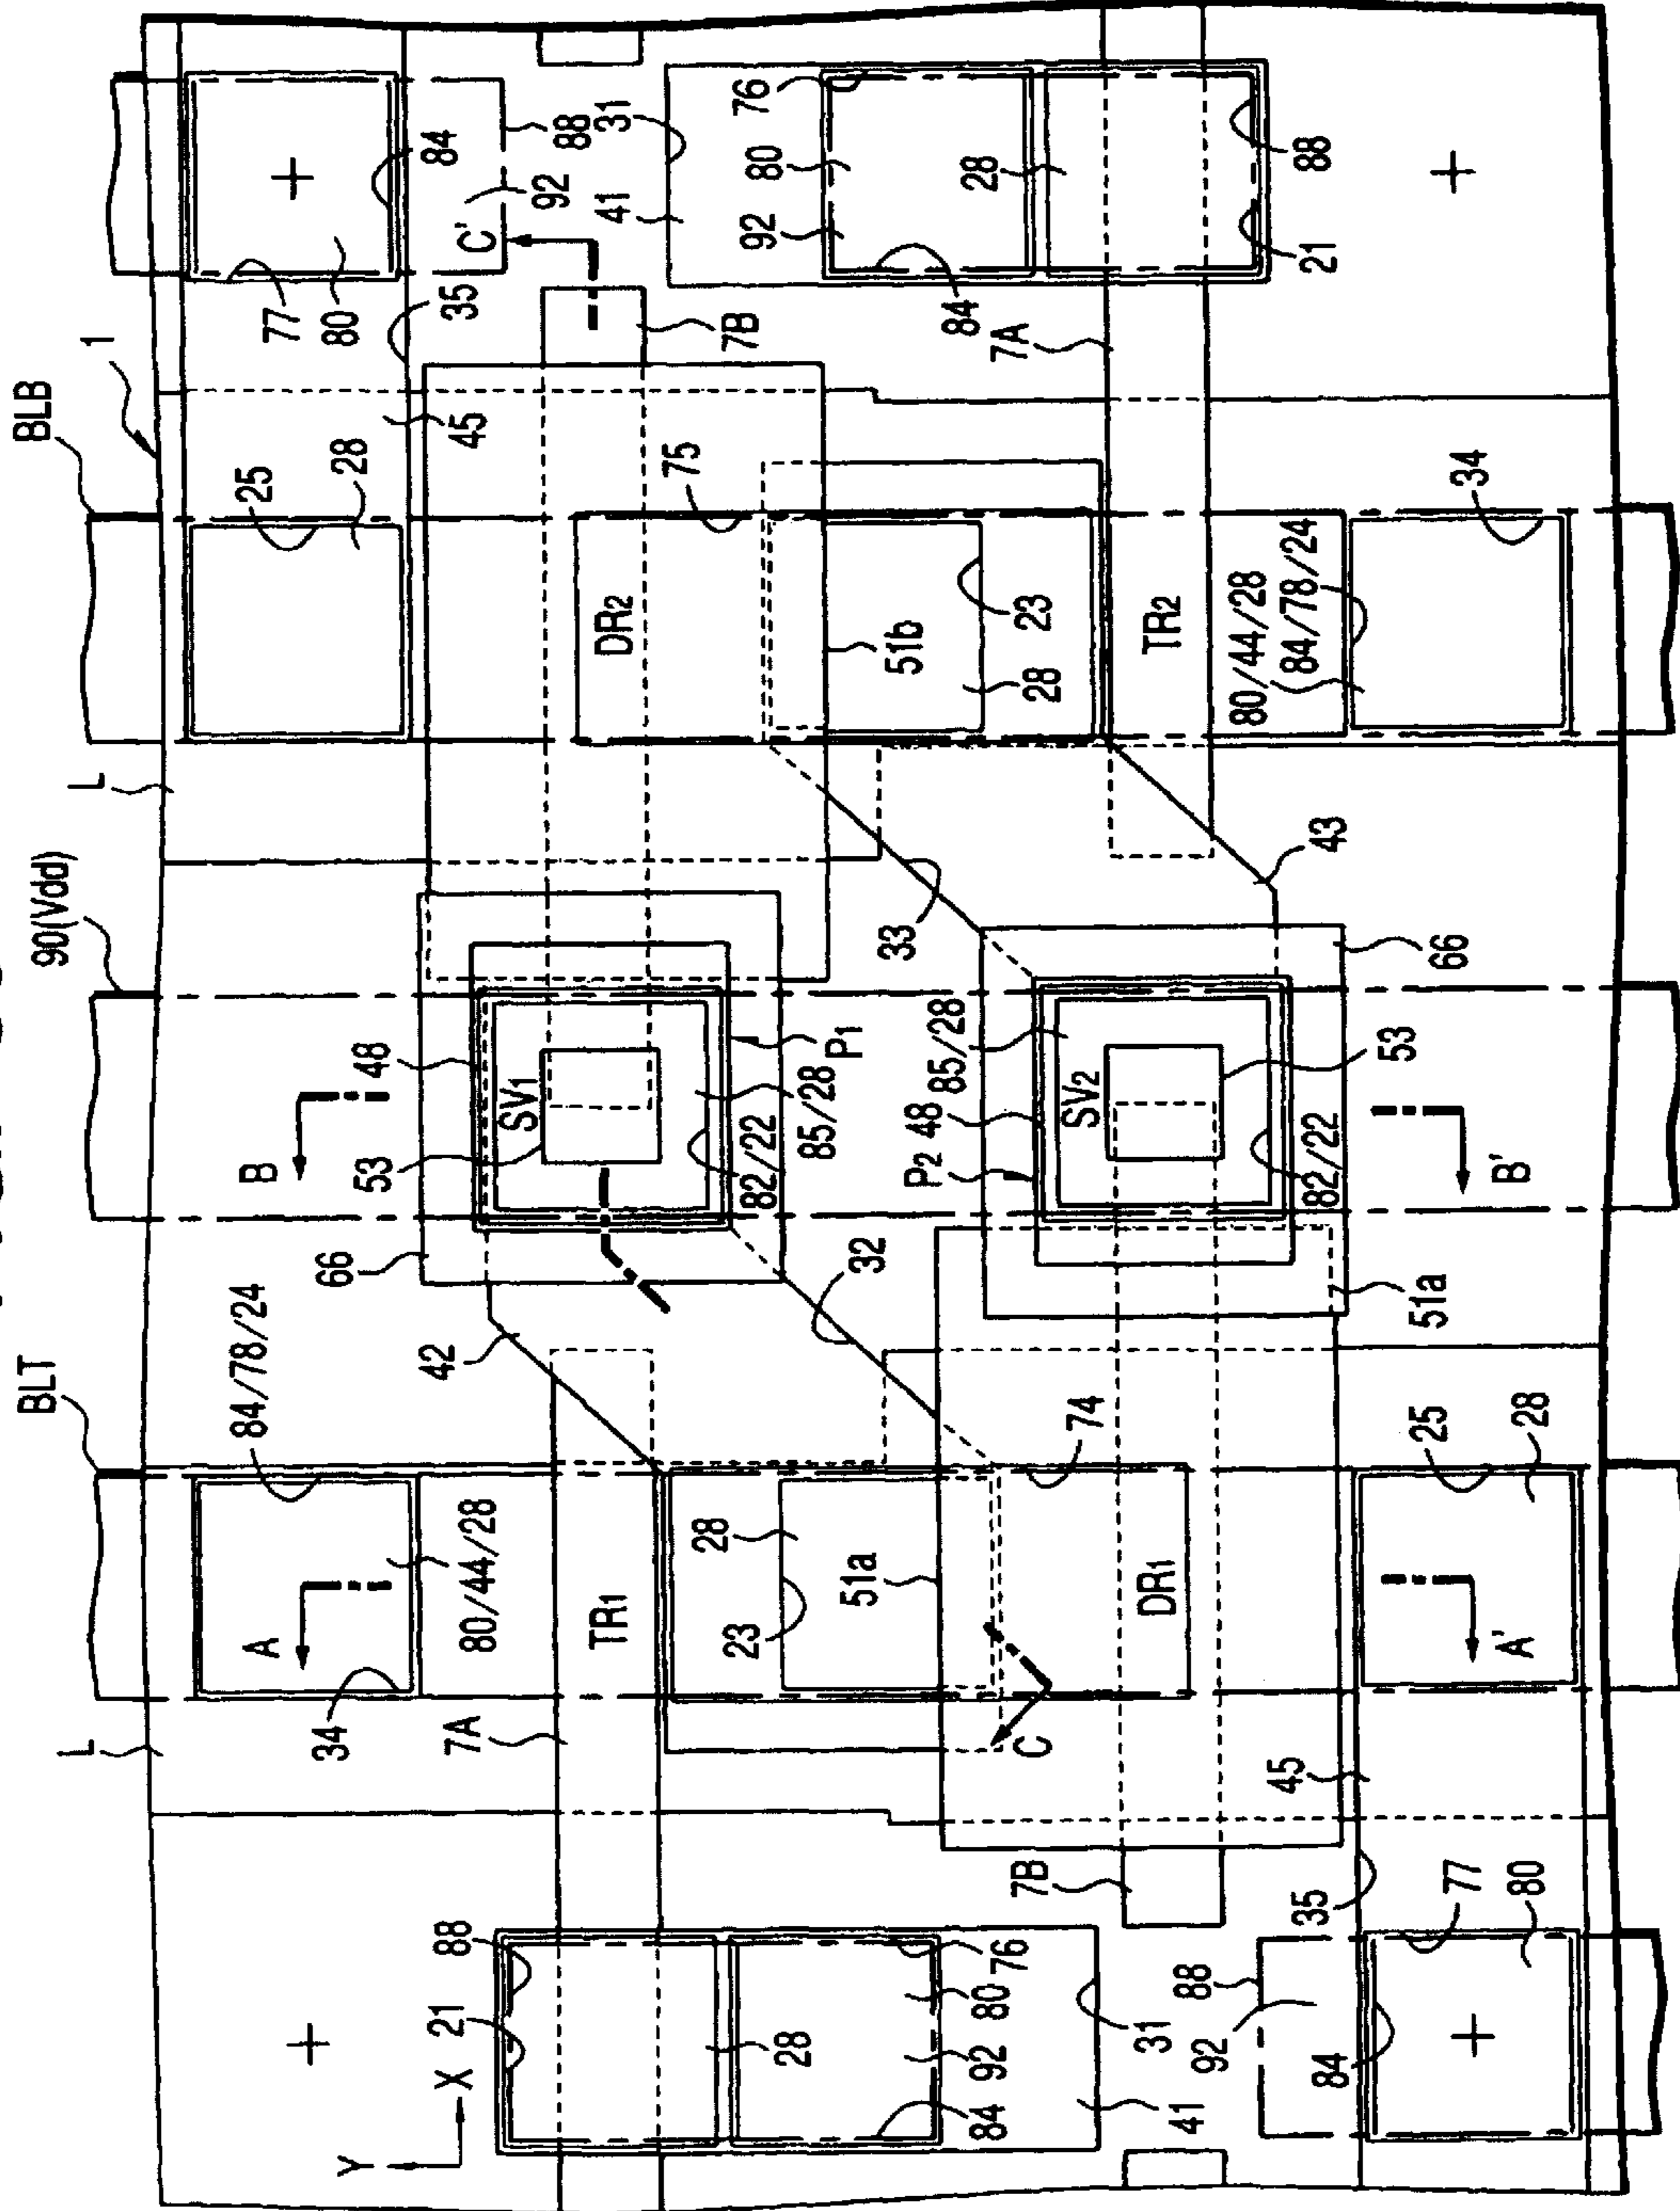 BLT
90(Vdd)
BLB
L
L
1
Y
X
A
34
84/78/24
B
25
28
77
80
+
+
21
88
7A
80/44/28
42
66
53
48
SV1
35
45
84
92
C'
88
31
TR1
DR2
41
28
23
28
82/22
85/28
P1
75
7B
76
80
92
84
51a
32
51b
33
28
23
80
92
76
84
28
C
74
7A
7B
31
41
DR1
P2
48
85/28
SV2
TR2
92
88
35
45
51a
82/22
53
43
80/44/28
84/78/24
21
88
84
77
80
A'
25
28
B'
66
34
+
+